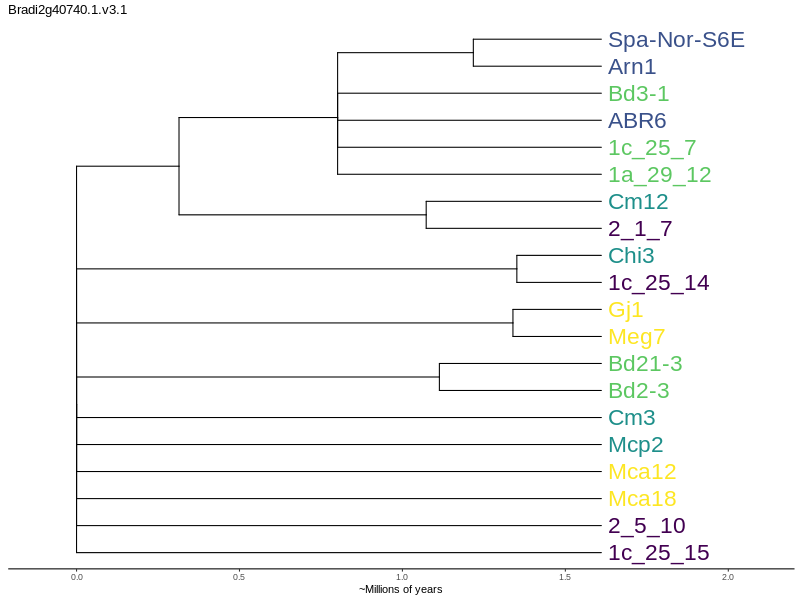 Bradi2g40740.1.v3.1
Spa-Nor-S6E
Arn1
Bd3-1
ABR6
1c_25_7
1a_29_12
Cm12
2_1_7
Chi3
1c_25_14
Gj1
Meg7
Bd21-3
Bd2-3
Cm3
Mcp2
Mca12
Mca18
2_5_10
1c_25_15
0.0 0.5 1.0 1.5 2.0
~Millions of years